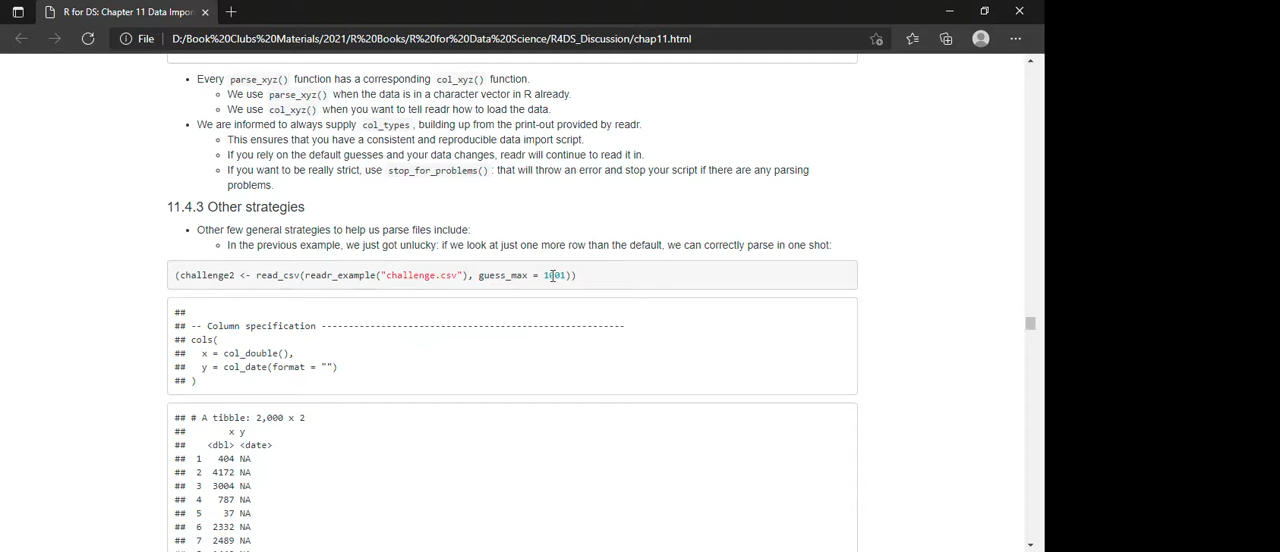 R for DS: Chapter 11 Data Impor
File D:/Book%20Clubs%20Materials/2021/R%20Books/R%20for%20Data%20Science/R4DS_Discussion/chap11.html
Every parse_xyz() function has a corresponding col_xyz() function.
We use parse_xyz() when the data is in a character vector in R already.
We use col_xyz() when you want to tell readr how to load the data.
We are informed to always supply col_types, building up from the print-out provided by readr.
This ensures that you have a consistent and reproducible data import script.
If you rely on the default guesses and your data changes, readr will continue to read it in.
If you want to be really strict, use stop_for_problems(): that will throw an error and stop your script if there are any parsing
problems.
11.4.3 Other strategies
Other few general strategies to help us parse files include:
In the previous example, we just got unlucky: if we look at just one more row than the default, we can correctly parse in one shot:
(challenge2 <- read_csv(readr_example("challenge.csv"), guess_max = 1001))
##
## -- Column specification --------------------------------------------------------
## cols(
##   x = col_double(),
##   y = col_date(format = "")
## )
## # A tibble: 2,000 x 2
##        x y
##    <dbl> <date>
##  1   404 NA
##  2  4172 NA
##  3  3004 NA
##  4   787 NA
##  5    37 NA
##  6  2332 NA
##  7  2489 NA